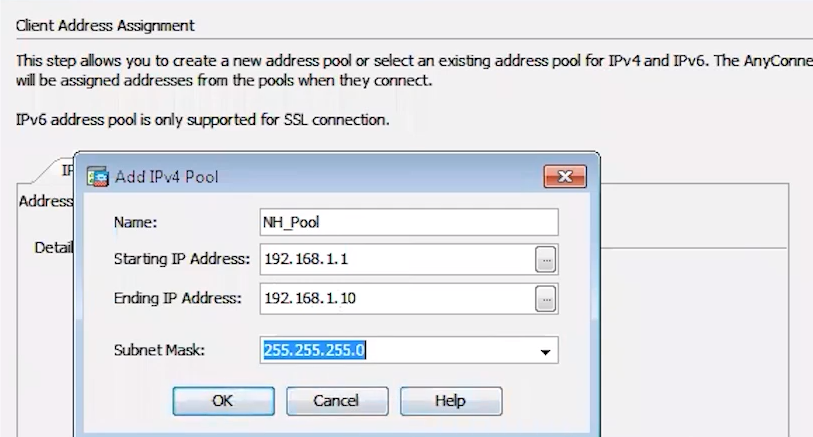 Client Address Assignment
This step allows you to create a new address pool or select an existing address pool for IPv4 and IPv6. The AnyConne
will be assigned addresses from the pools when they connect.
IPv6 address pool is only supported for SSL connection.
IP
Add IPv4 Pool
Address
Name: NH_Pool
Detail
Starting IP Address: 192.168.1.1 ...
Ending IP Address: 192.168.1.10 ...
Subnet Mask: 255.255.255.0
OK Cancel Help